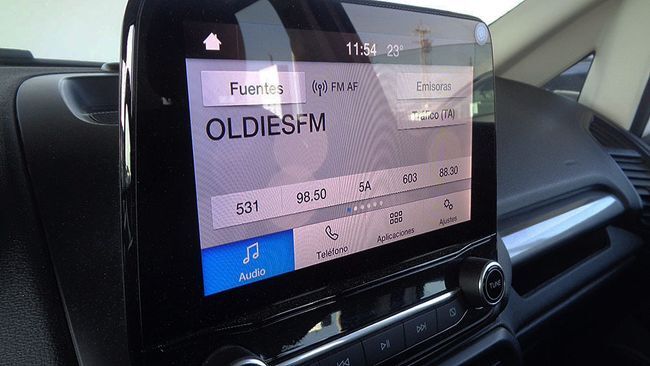 11:54 23°
Fuentes FM AF Emisoras
OLDIESFM Tráfico (TA)
531 98.50 5A 603 88.30
Audio Teléfono Aplicaciones Ajustes
TUNE